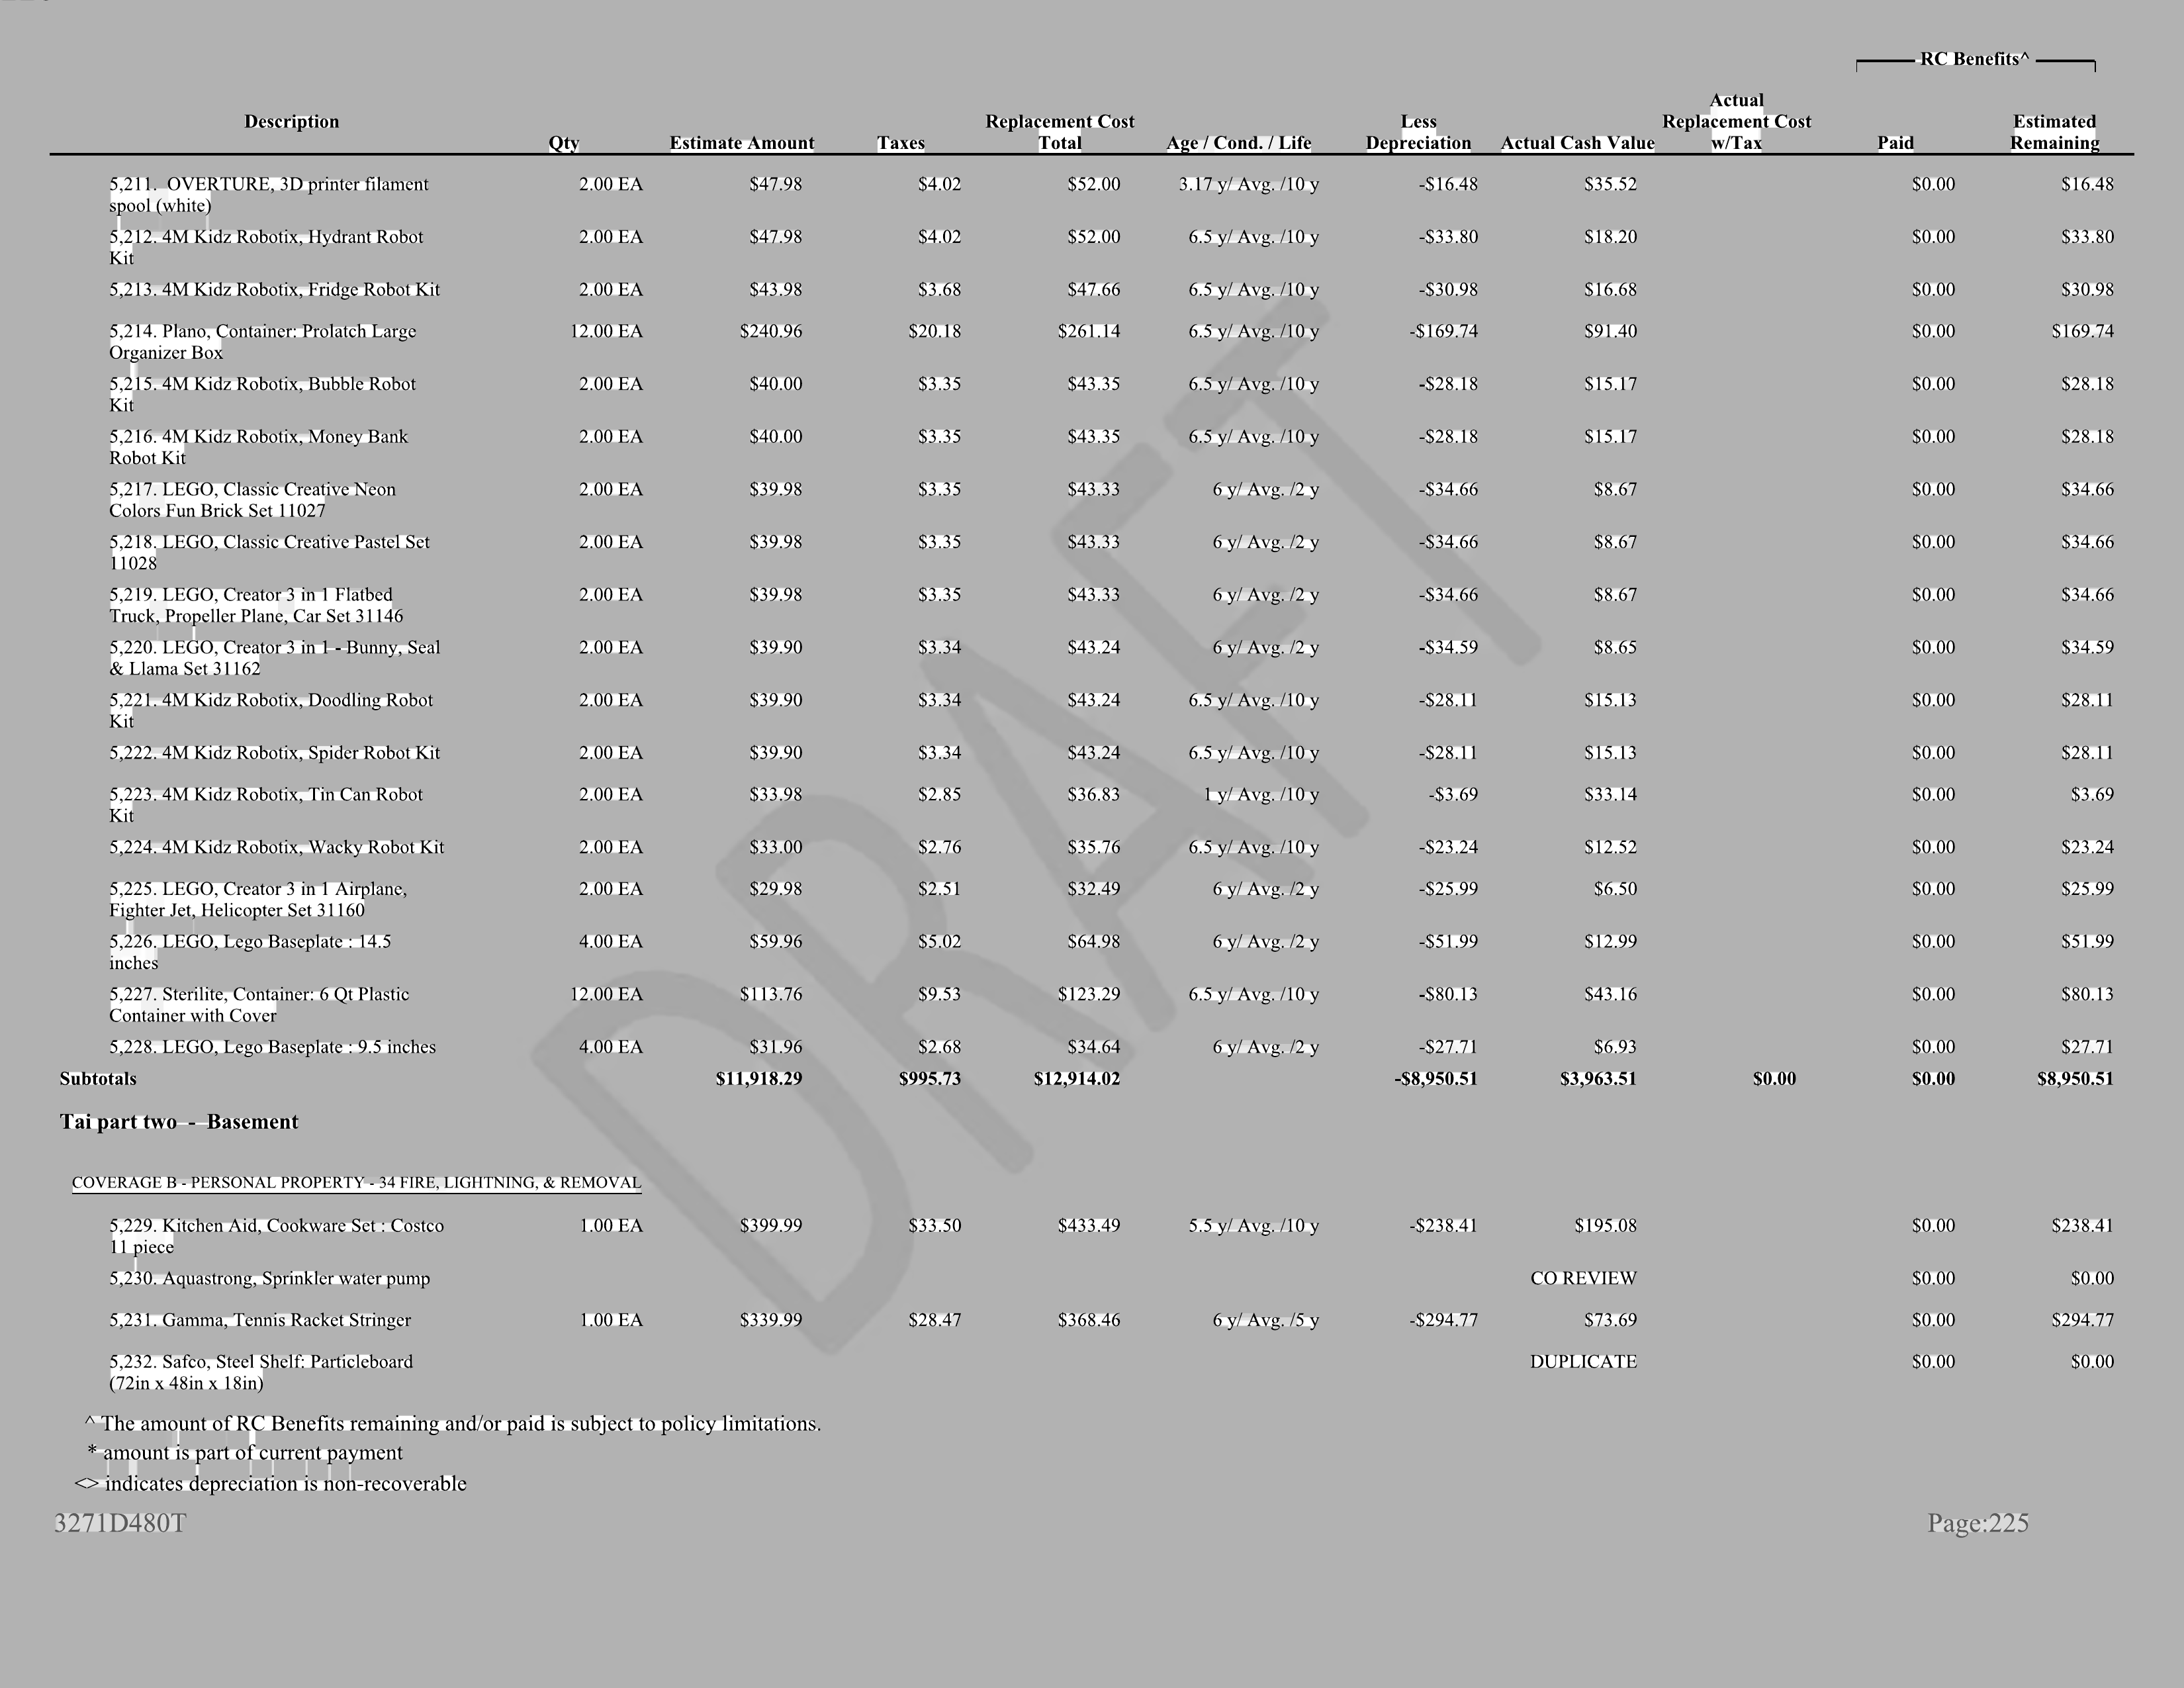 RC Benefits^
Description Qty Estimate Amount Taxes Replacement Cost Total Age / Cond. / Life Less Depreciation Actual Cash Value Actual Replacement Cost w/Tax Paid Estimated Remaining
5,211. OVERTURE, 3D printer filament 2.00 EA $47.98 $4.02 $52.00 3.17 y/ Avg. /10 y -$16.48 $35.52 $0.00 $16.48
spool (white)
5,212. 4M Kidz Robotix, Hydrant Robot 2.00 EA $47.98 $4.02 $52.00 6.5 y/ Avg. /10 y -$33.80 $18.20 $0.00 $33.80
Kit
5,213. 4M Kidz Robotix, Fridge Robot Kit 2.00 EA $43.98 $3.68 $47.66 6.5 y/ Avg. /10 y -$30.98 $16.68 $0.00 $30.98
5,214. Plano, Container: Prolatch Large 12.00 EA $240.96 $20.18 $261.14 6.5 y/ Avg. /10 y -$169.74 $91.40 $0.00 $169.74
Organizer Box
5,215. 4M Kidz Robotix, Bubble Robot 2.00 EA $40.00 $3.35 $43.35 6.5 y/ Avg. /10 y -$28.18 $15.17 $0.00 $28.18
Kit
5,216. 4M Kidz Robotix, Money Bank 2.00 EA $40.00 $3.35 $43.35 6.5 y/ Avg. /10 y -$28.18 $15.17 $0.00 $28.18
Robot Kit
5,217. LEGO, Classic Creative Neon 2.00 EA $39.98 $3.35 $43.33 6 y/ Avg. /2 y -$34.66 $8.67 $0.00 $34.66
Colors Fun Brick Set 11027
5,218. LEGO, Classic Creative Pastel Set 2.00 EA $39.98 $3.35 $43.33 6 y/ Avg. /2 y -$34.66 $8.67 $0.00 $34.66
11028
5,219. LEGO, Creator 3 in 1 Flatbed 2.00 EA $39.98 $3.35 $43.33 6 y/ Avg. /2 y -$34.66 $8.67 $0.00 $34.66
Truck, Propeller Plane, Car Set 31146
5,220. LEGO, Creator 3 in 1 - Bunny, Seal 2.00 EA $39.90 $3.34 $43.24 6 y/ Avg. /2 y -$34.59 $8.65 $0.00 $34.59
& Llama Set 31162
5,221. 4M Kidz Robotix, Doodling Robot 2.00 EA $39.90 $3.34 $43.24 6.5 y/ Avg. /10 y -$28.11 $15.13 $0.00 $28.11
Kit
5,222. 4M Kidz Robotix, Spider Robot Kit 2.00 EA $39.90 $3.34 $43.24 6.5 y/ Avg. /10 y -$28.11 $15.13 $0.00 $28.11
5,223. 4M Kidz Robotix, Tin Can Robot 2.00 EA $33.98 $2.85 $36.83 1 y/ Avg. /10 y -$3.69 $33.14 $0.00 $3.69
Kit
5,224. 4M Kidz Robotix, Wacky Robot Kit 2.00 EA $33.00 $2.76 $35.76 6.5 y/ Avg. /10 y -$23.24 $12.52 $0.00 $23.24
5,225. LEGO, Creator 3 in 1 Airplane, 2.00 EA $29.98 $2.51 $32.49 6 y/ Avg. /2 y -$25.99 $6.50 $0.00 $25.99
Fighter Jet, Helicopter Set 31160
5,226. LEGO, Lego Baseplate : 14.5 4.00 EA $59.96 $5.02 $64.98 6 y/ Avg. /2 y -$51.99 $12.99 $0.00 $51.99
inches
5,227. Sterilite, Container: 6 Qt Plastic 12.00 EA $113.76 $9.53 $123.29 6.5 y/ Avg. /10 y -$80.13 $43.16 $0.00 $80.13
Container with Cover
5,228. LEGO, Lego Baseplate : 9.5 inches 4.00 EA $31.96 $2.68 $34.64 6 y/ Avg. /2 y -$27.71 $6.93 $0.00 $27.71
Subtotals $11,918.29 $995.73 $12,914.02 -$8,950.51 $3,963.51 $0.00 $0.00 $8,950.51
Tai part two - Basement
COVERAGE B - PERSONAL PROPERTY - 34 FIRE, LIGHTNING, & REMOVAL
5,229. Kitchen Aid, Cookware Set : Costco 1.00 EA $399.99 $33.50 $433.49 5.5 y/ Avg. /10 y -$238.41 $195.08 $0.00 $238.41
11 piece
5,230. Aquastrong, Sprinkler water pump CO REVIEW $0.00 $0.00
5,231. Gamma, Tennis Racket Stringer 1.00 EA $339.99 $28.47 $368.46 6 y/ Avg. /5 y -$294.77 $73.69 $0.00 $294.77
5,232. Safco, Steel Shelf: Particleboard DUPLICATE $0.00 $0.00
(72in x 48in x 18in)
^ The amount of RC Benefits remaining and/or paid is subject to policy limitations.
* amount is part of current payment
<> indicates depreciation is non-recoverable
3271D480T Page:225
DRAFT